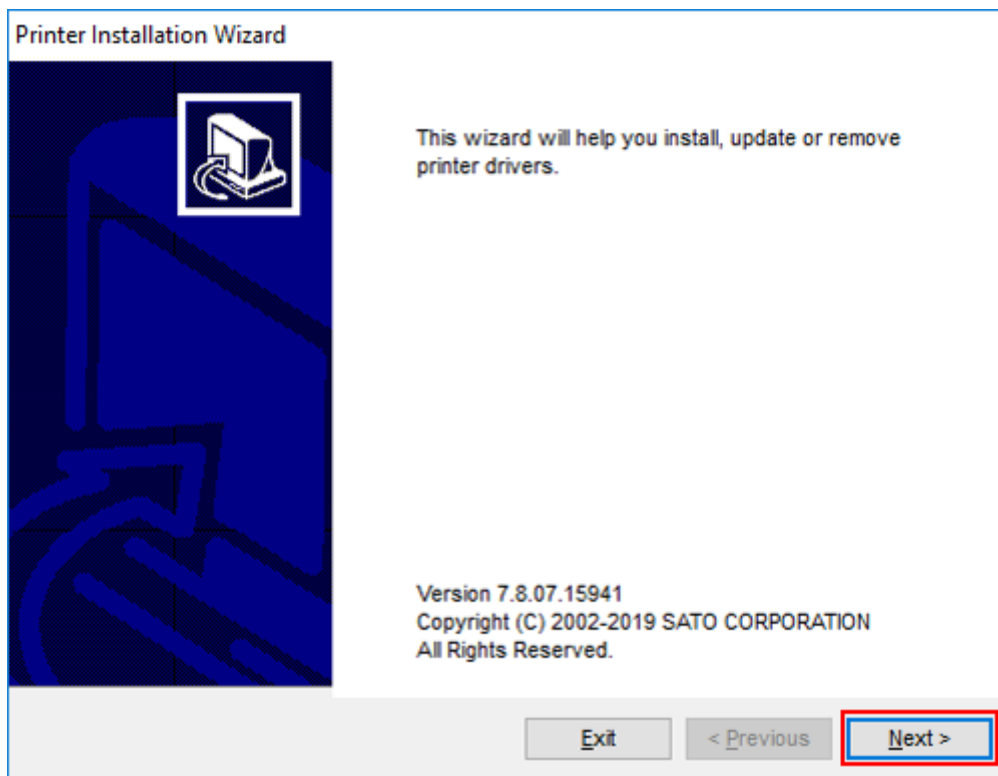 Printer Installation Wizard
This wizard will help you install, update or remove
printer drivers.
Version 7.8.07.15941
Copyright (C) 2002-2019 SATO CORPORATION
All Rights Reserved.
Exit
< Previous
Next >